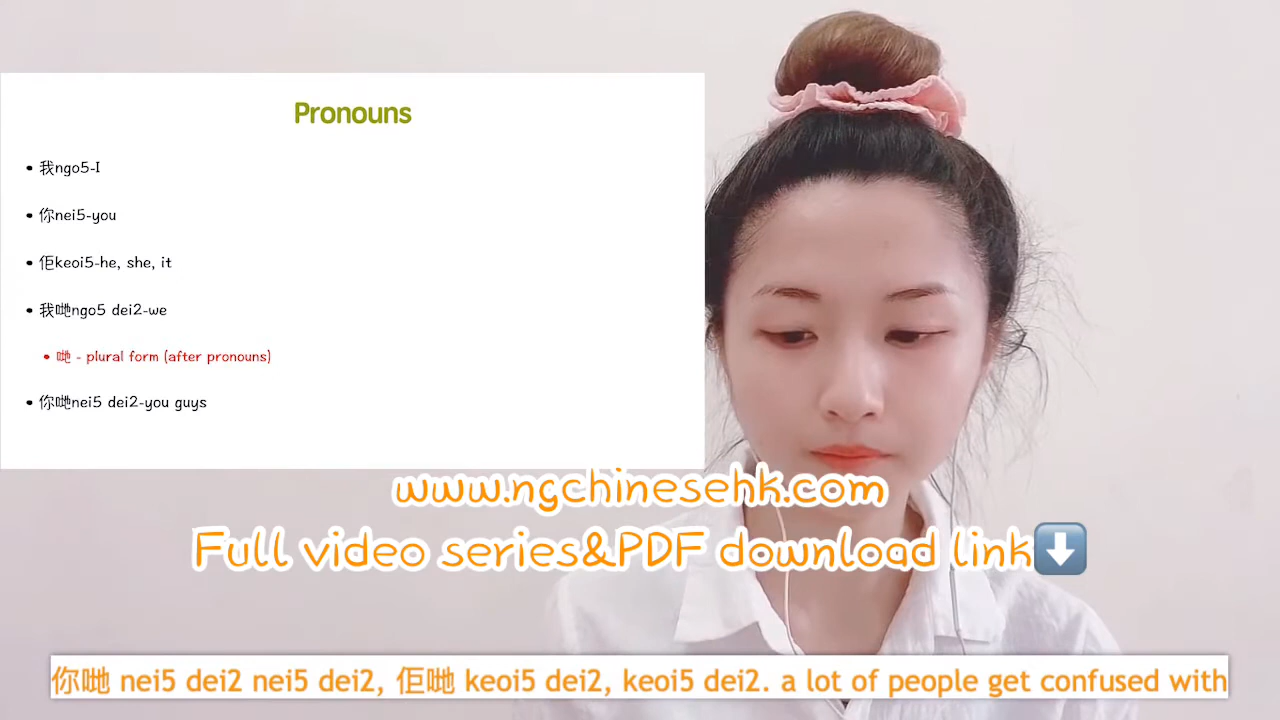 Pronouns
• 我ngo5-I
• 你nei5-you
• 佢keoi5-he, she, it
• 我哋ngo5 dei2-we
• 哋 - plural form (after pronouns)
• 你哋nei5 dei2-you guys
www.ngchinesehk.com
Full video series&PDF download link⬇️
你哋 nei5 dei2 nei5 dei2, 佢哋 keoi5 dei2, keoi5 dei2. a lot of people get confused with